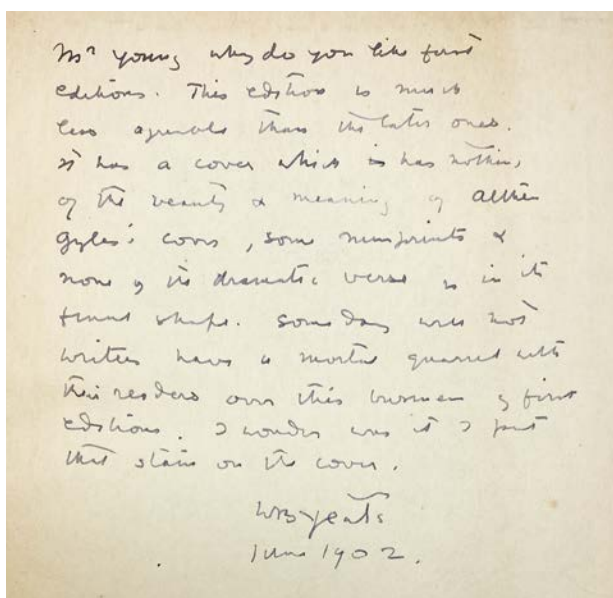 Mr Young why do you like first
editions. This edition is much
less agreeable than the later ones.
It has a cover which is has nothing
of the beauty & meaning of Althea
Gyles' cover, some misprints &
none of its dramatic verse is in its
final shape. Some day will not
writers have a mortal quarrel with
their readers over this business of first
editions. I wonder was it I put
that stain on the cover.
WB Yeats
June 1902.